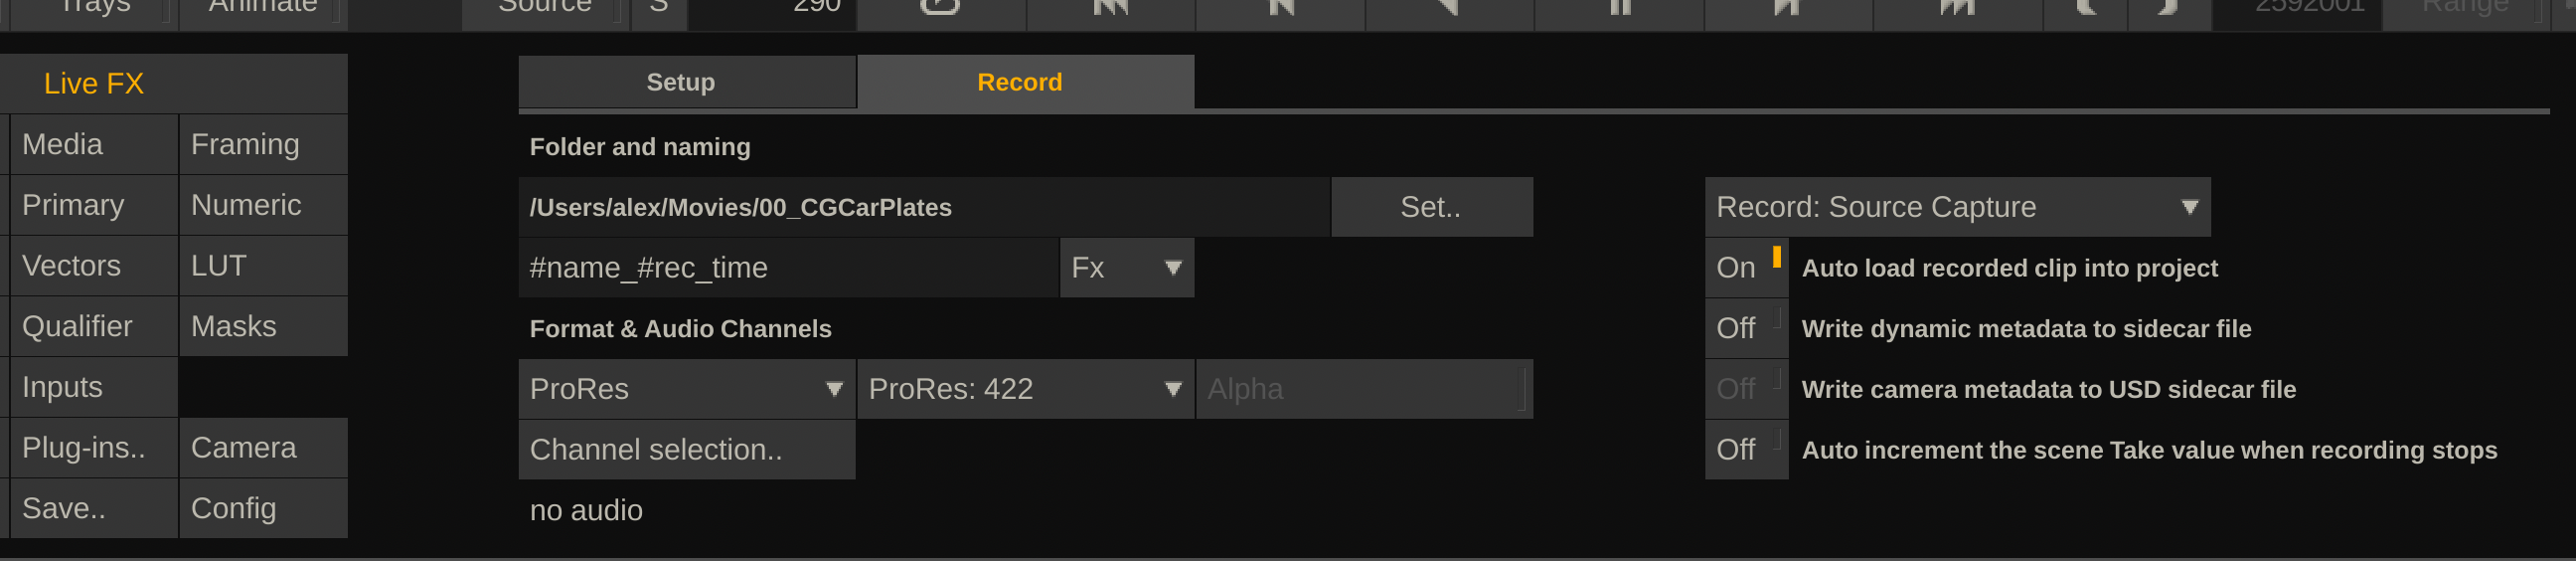 Trays Animate Source S 290 2592001 Range
Live FX
Media Framing
Primary Numeric
Vectors LUT
Qualifier Masks
Inputs
Plug-ins.. Camera
Save.. Config
Setup Record
Folder and naming
/Users/alex/Movies/00_CGCarPlates Set..
#name_#rec_time Fx
Format & Audio Channels
ProRes ProRes: 422 Alpha
Channel selection..
no audio
Record: Source Capture
On Auto load recorded clip into project
Off Write dynamic metadata to sidecar file
Off Write camera metadata to USD sidecar file
Off Auto increment the scene Take value when recording stops